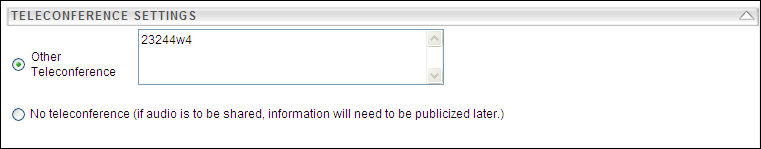 TELECONFERENCE SETTINGS
23244w4
Other
Teleconference
No teleconference (if audio is to be shared, information will need to be publicized later.)